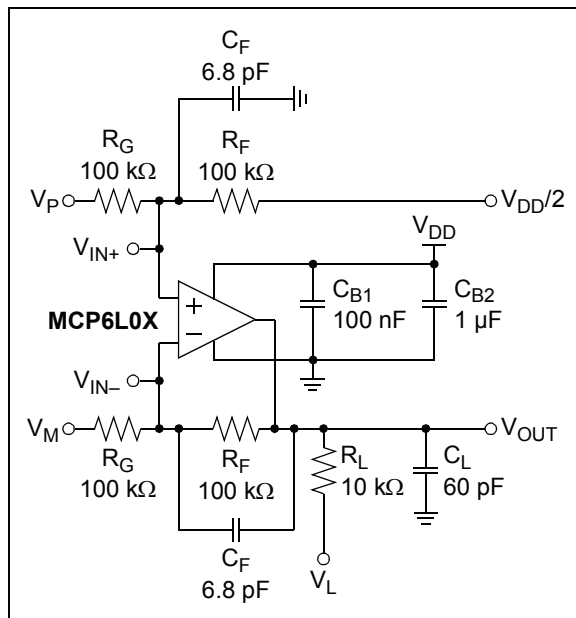 C_F
6.8 pF
R_G
100 kΩ
R_F
100 kΩ
V_P
V_DD/2
V_IN+
V_DD
MCP6L0X
+
−
C_B1
100 nF
C_B2
1 µF
V_IN–
V_M
V_OUT
R_G
100 kΩ
R_F
100 kΩ
R_L
10 kΩ
C_L
60 pF
C_F
6.8 pF
V_L